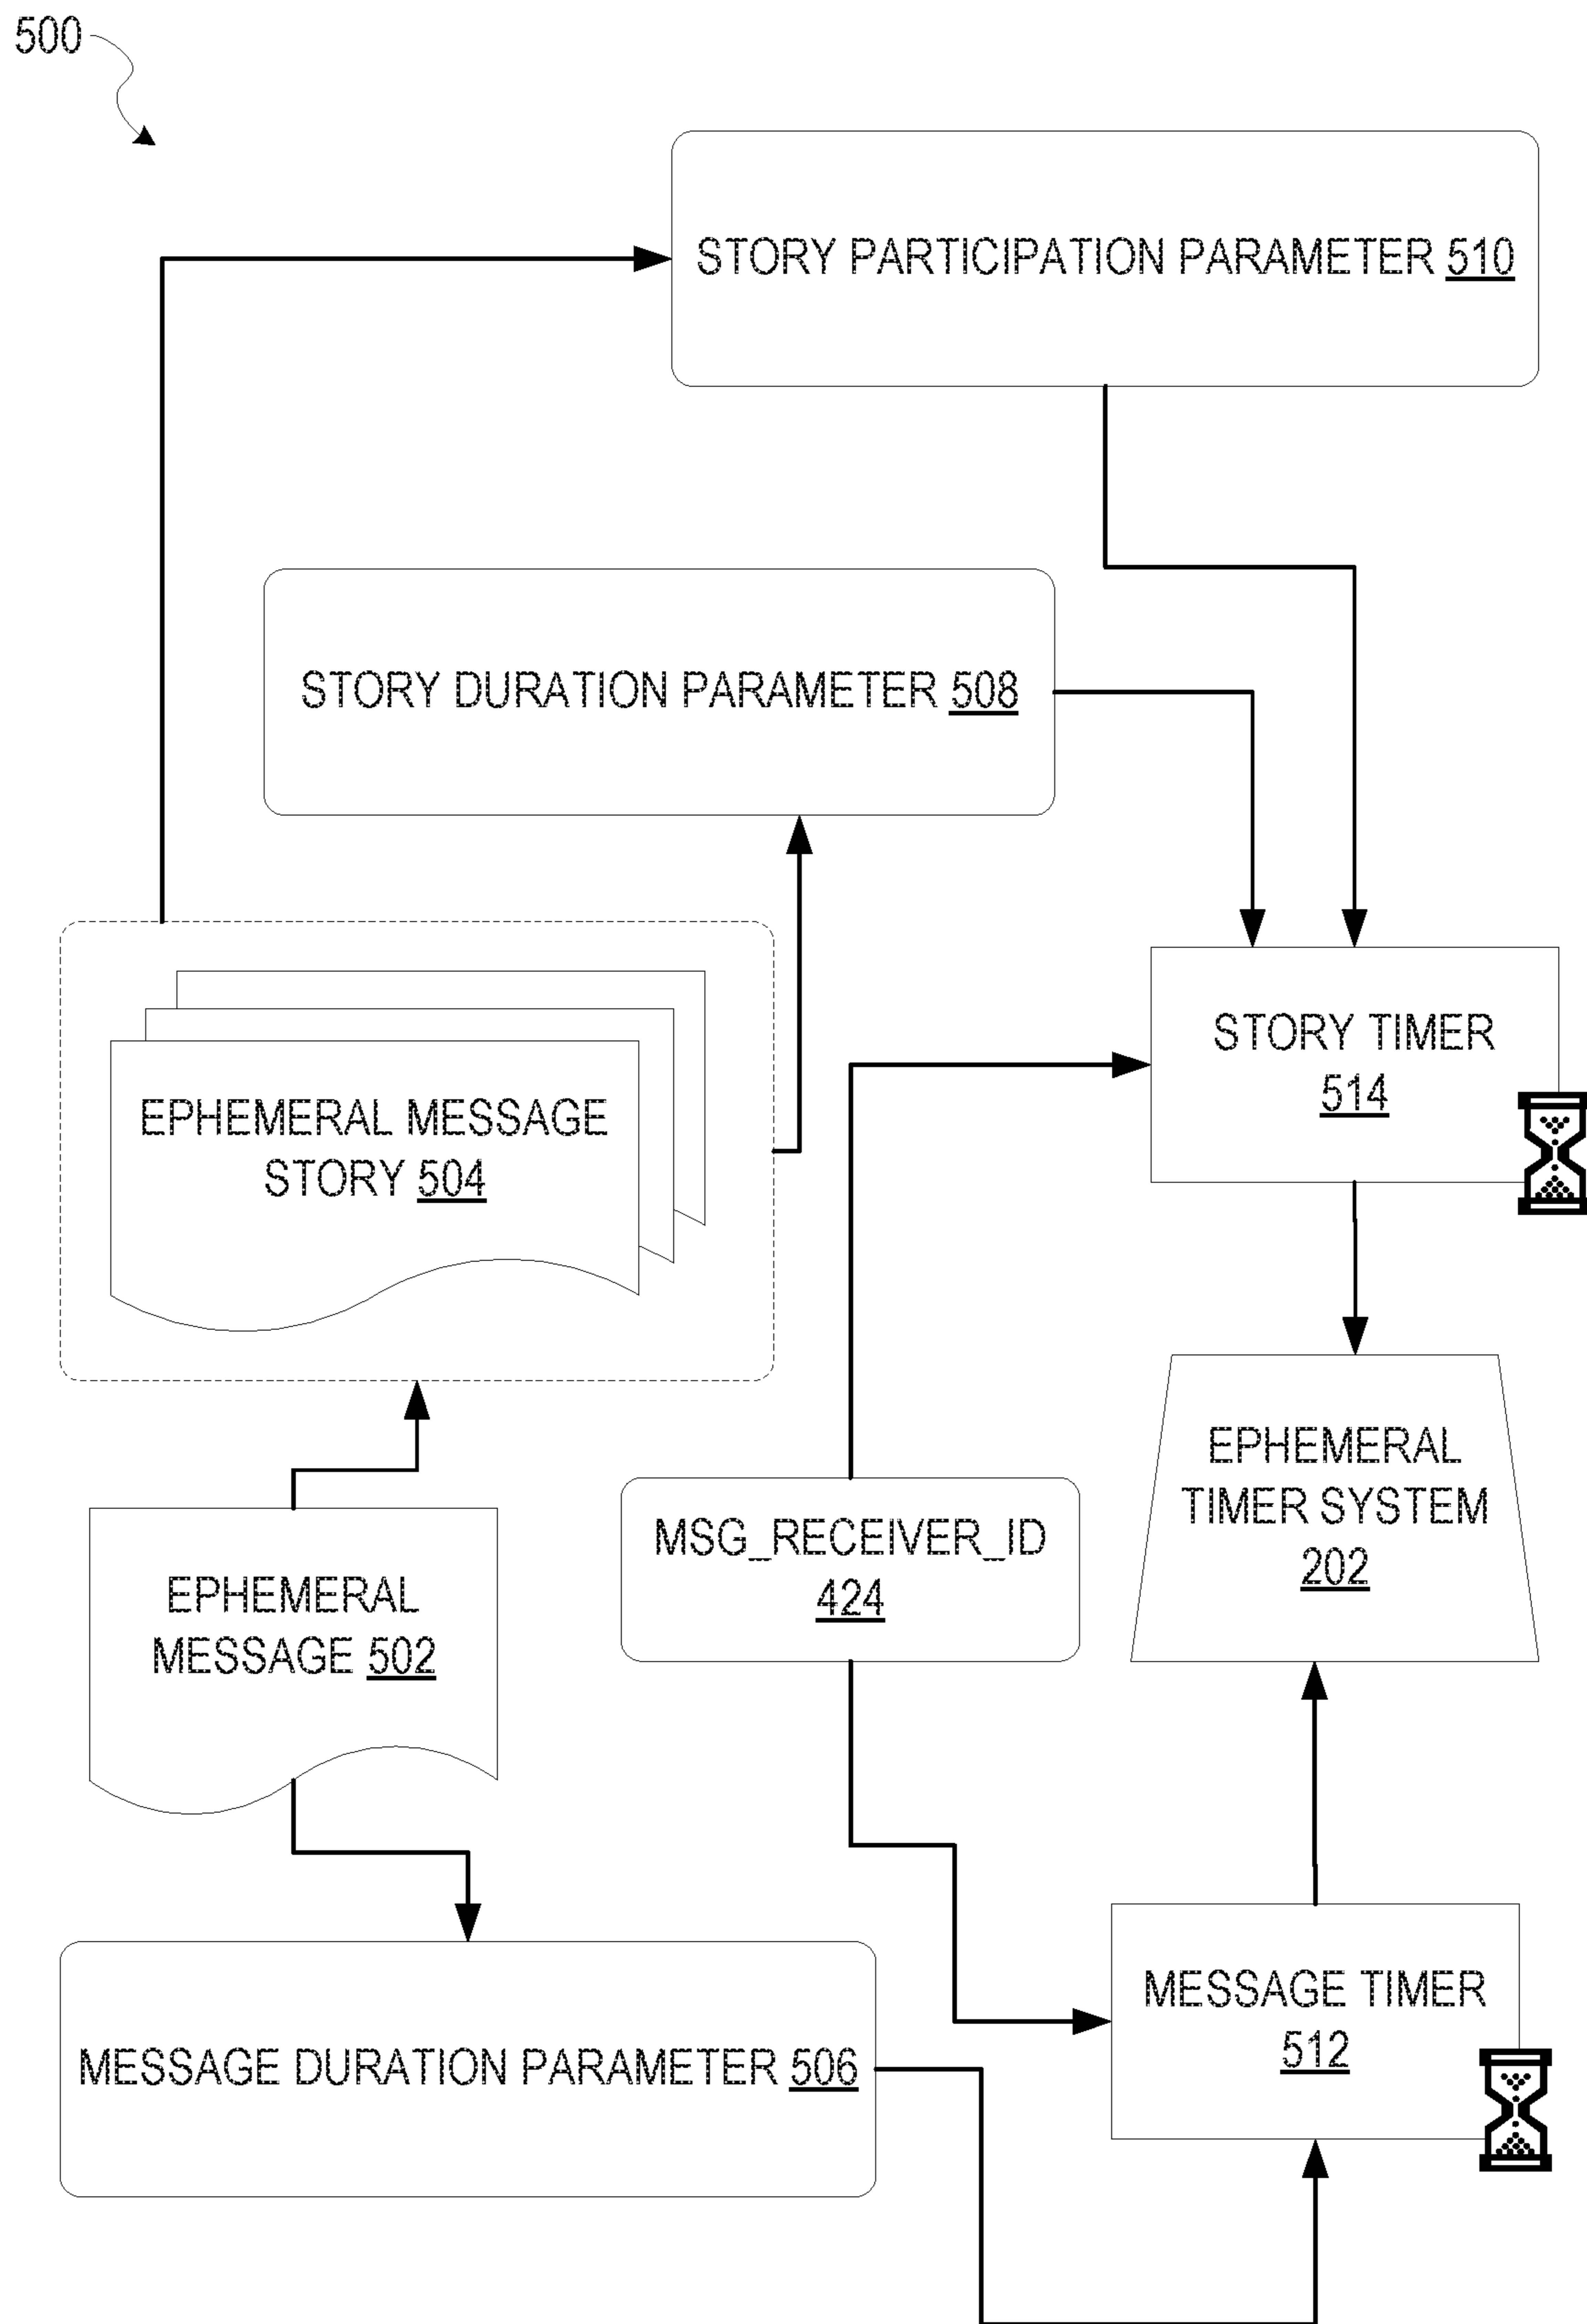 500
STORY PARTICIPATION PARAMETER 510
STORY DURATION PARAMETER 508
STORY TIMER
514
EPHEMERAL MESSAGE
STORY 504
EPHEMERAL
TIMER SYSTEM
202
MSG_RECEIVER_ID
424
EPHEMERAL
MESSAGE 502
MESSAGE TIMER
512
MESSAGE DURATION PARAMETER 506